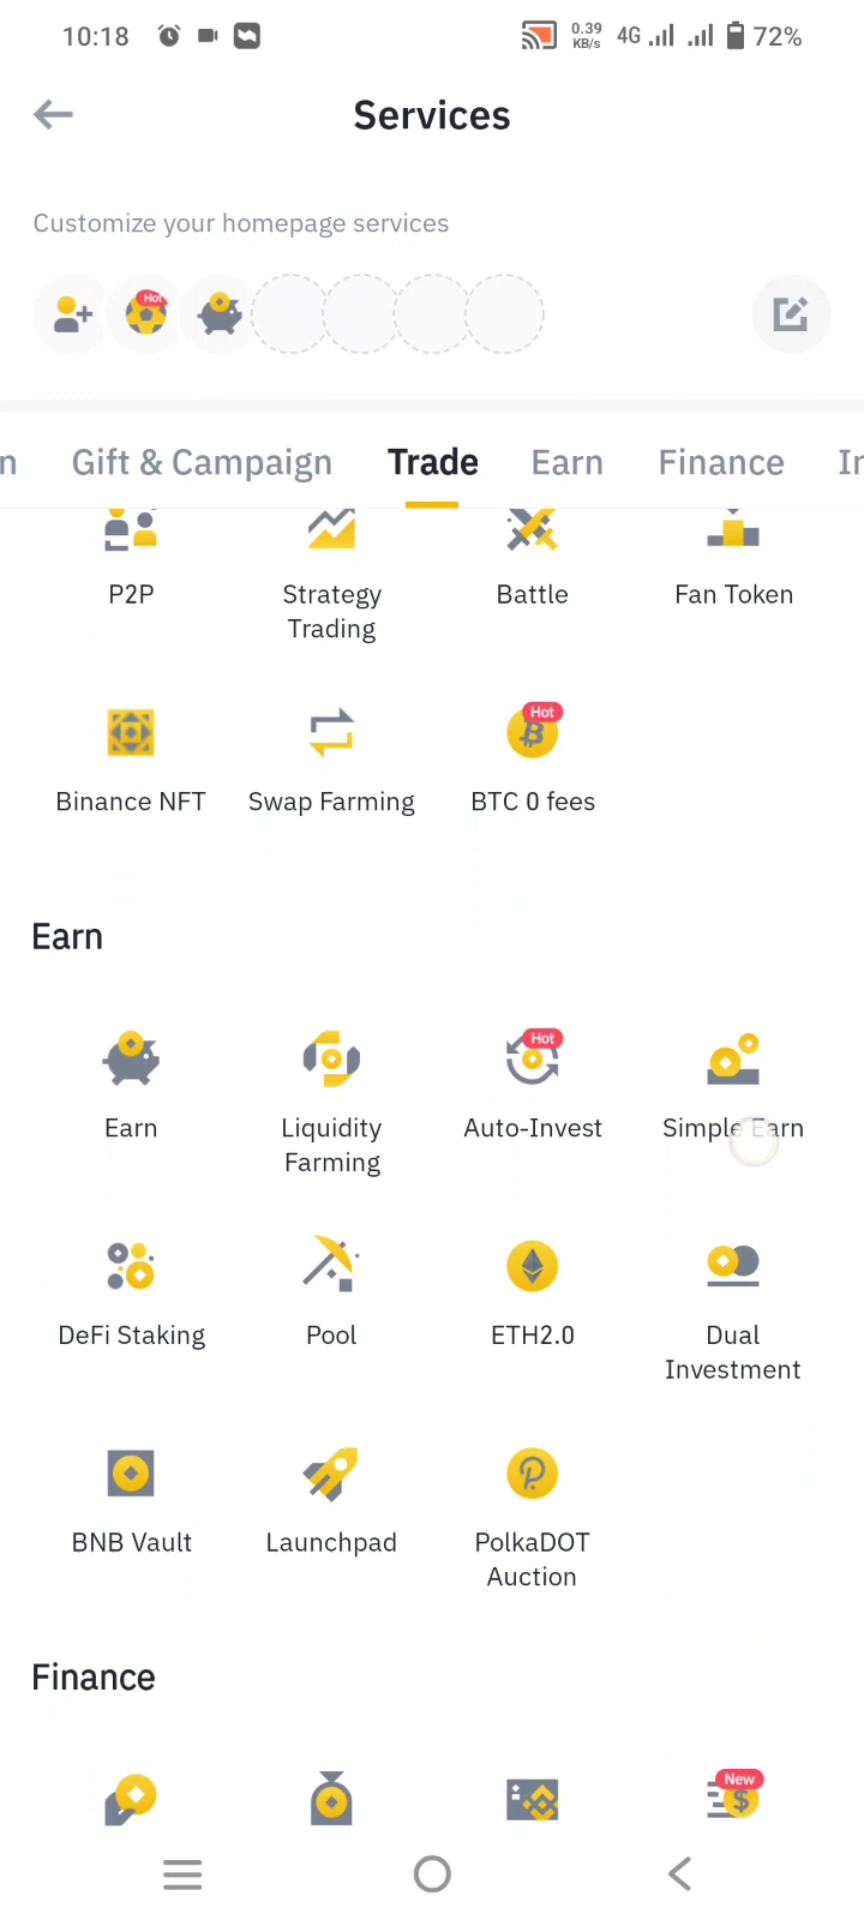 10:18 0.39 KB/s 4G 72%
Services
Customize your homepage services
Hot
n Gift & Campaign Trade Earn Finance
P2P Strategy Trading Battle Fan Token
Hot
Binance NFT Swap Farming BTC 0 fees
Earn
Hot
Earn Liquidity Farming Auto-Invest Simple Earn
DeFi Staking Pool ETH2.0 Dual Investment
BNB Vault Launchpad PolkaDOT Auction
Finance
New